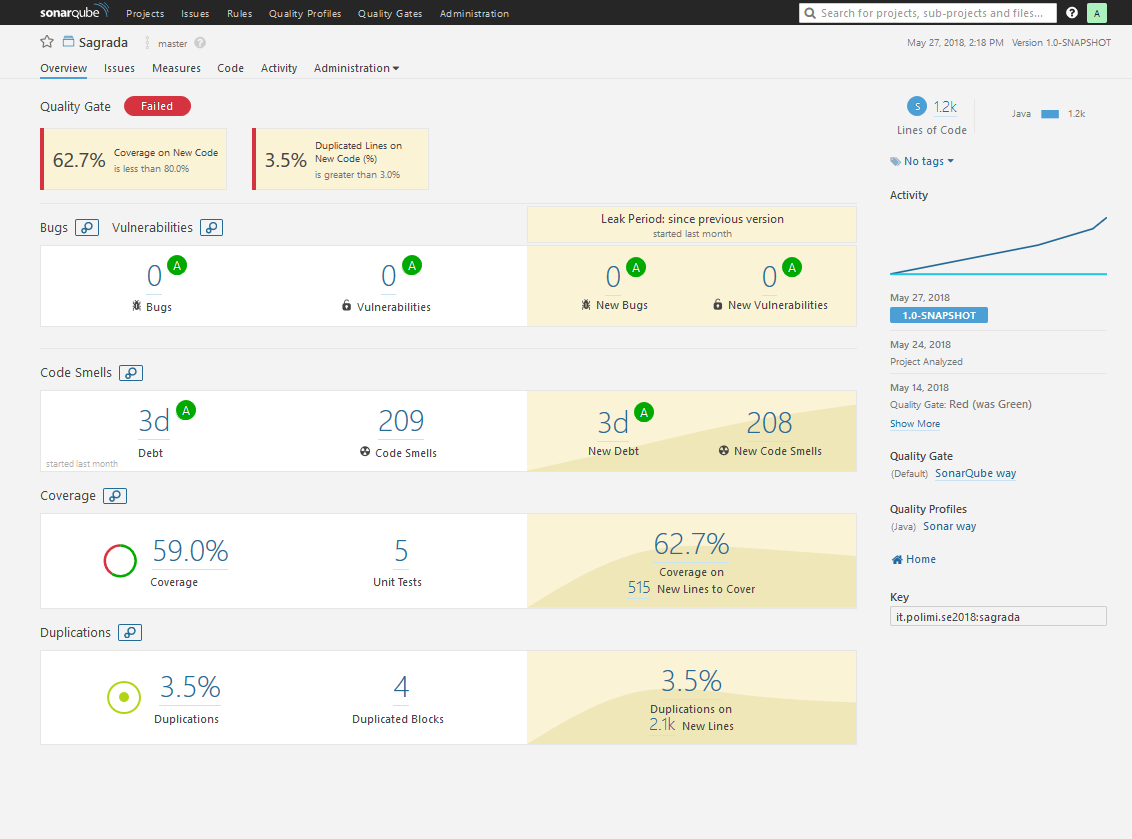 sonarqube Projects Issues Rules Quality Profiles Quality Gates Administration Search for projects, sub-projects and files... ? A
Sagrada master ? May 27, 2018, 2:18 PM Version 1.0-SNAPSHOT
Overview Issues Measures Code Activity Administration
Quality Gate Failed
62.7% Coverage on New Code
is less than 80.0%
3.5% Duplicated Lines on
New Code (%)
is greater than 3.0%
Bugs Vulnerabilities
Leak Period: since previous version
started last month
0 A
Bugs
0 A
Vulnerabilities
0 A
New Bugs
0 A
New Vulnerabilities
Code Smells
3d A
Debt
started last month
209
Code Smells
3d A
New Debt
208
New Code Smells
Coverage
59.0%
Coverage
5
Unit Tests
62.7%
Coverage on
515 New Lines to Cover
Duplications
3.5%
Duplications
4
Duplicated Blocks
3.5%
Duplications on
2.1k New Lines
S 1.2k
Lines of Code
Java 1.2k
No tags
Activity
May 27, 2018
1.0-SNAPSHOT
May 24, 2018
Project Analyzed
May 14, 2018
Quality Gate: Red (was Green)
Show More
Quality Gate
(Default) SonarQube way
Quality Profiles
(Java) Sonar way
Home
Key
it.polimi.se2018:sagrada